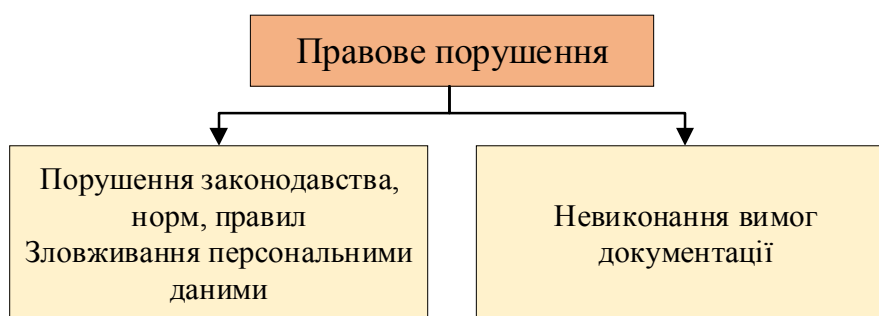 Правове порушення
Порушення законодавства,
норм, правил
Зловживання персональними
даними
Невиконання вимог
документації